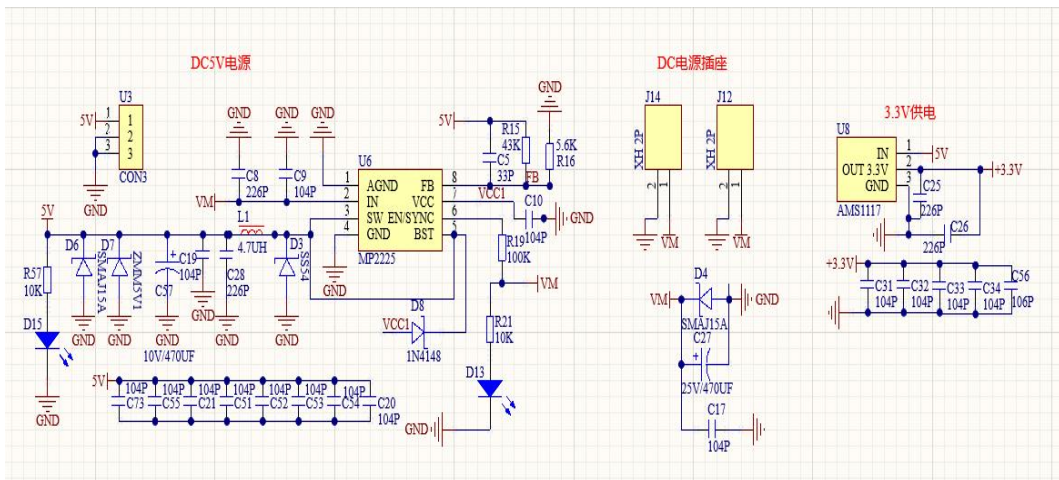 DC5V电源
DC电源插座
3.3V供电
U3
5V
1
2
3
1
2
3
CON3
GND
GND
GND
GND
C8
226P
C9
104P
VM
U6
1
2
3
4
AGND
IN
SW
GND
FB
VCC
EN/SYNC
BST
8
7
6
5
MP2225
GND
5V
R15
43K
C5
33P
FB
VCC1
GND
5.6K
R16
C10
104P
GND
R19
100K
VM
R21
10K
D13
GND
5V
R57
10K
D15
GND
D6
SMAJ15A
GND
D7
ZMM5V1
GND
C19
104P
C57
GND
10V/470UF
GND
C28
226P
GND
L1
4.7UH
D3
SS54
GND
D8
VCC1
1N4148
5V
104P
C73
104P
C55
104P
C21
104P
C51
104P
C52
104P
C53
104P
C54
C20
104P
J14
XH 2P
2
1
GND
VM
J12
XH 2P
2
1
GND
VM
D4
VM
GND
SMAJ15A
C27
25V/470UF
C17
104P
GND
U8
IN
OUT 3.3V
GND
1
2
3
AMS1117
5V
+3.3V
C25
226P
C26
226P
GND
+3.3V
C31
104P
C32
104P
C33
104P
C34
104P
C56
106P
GND